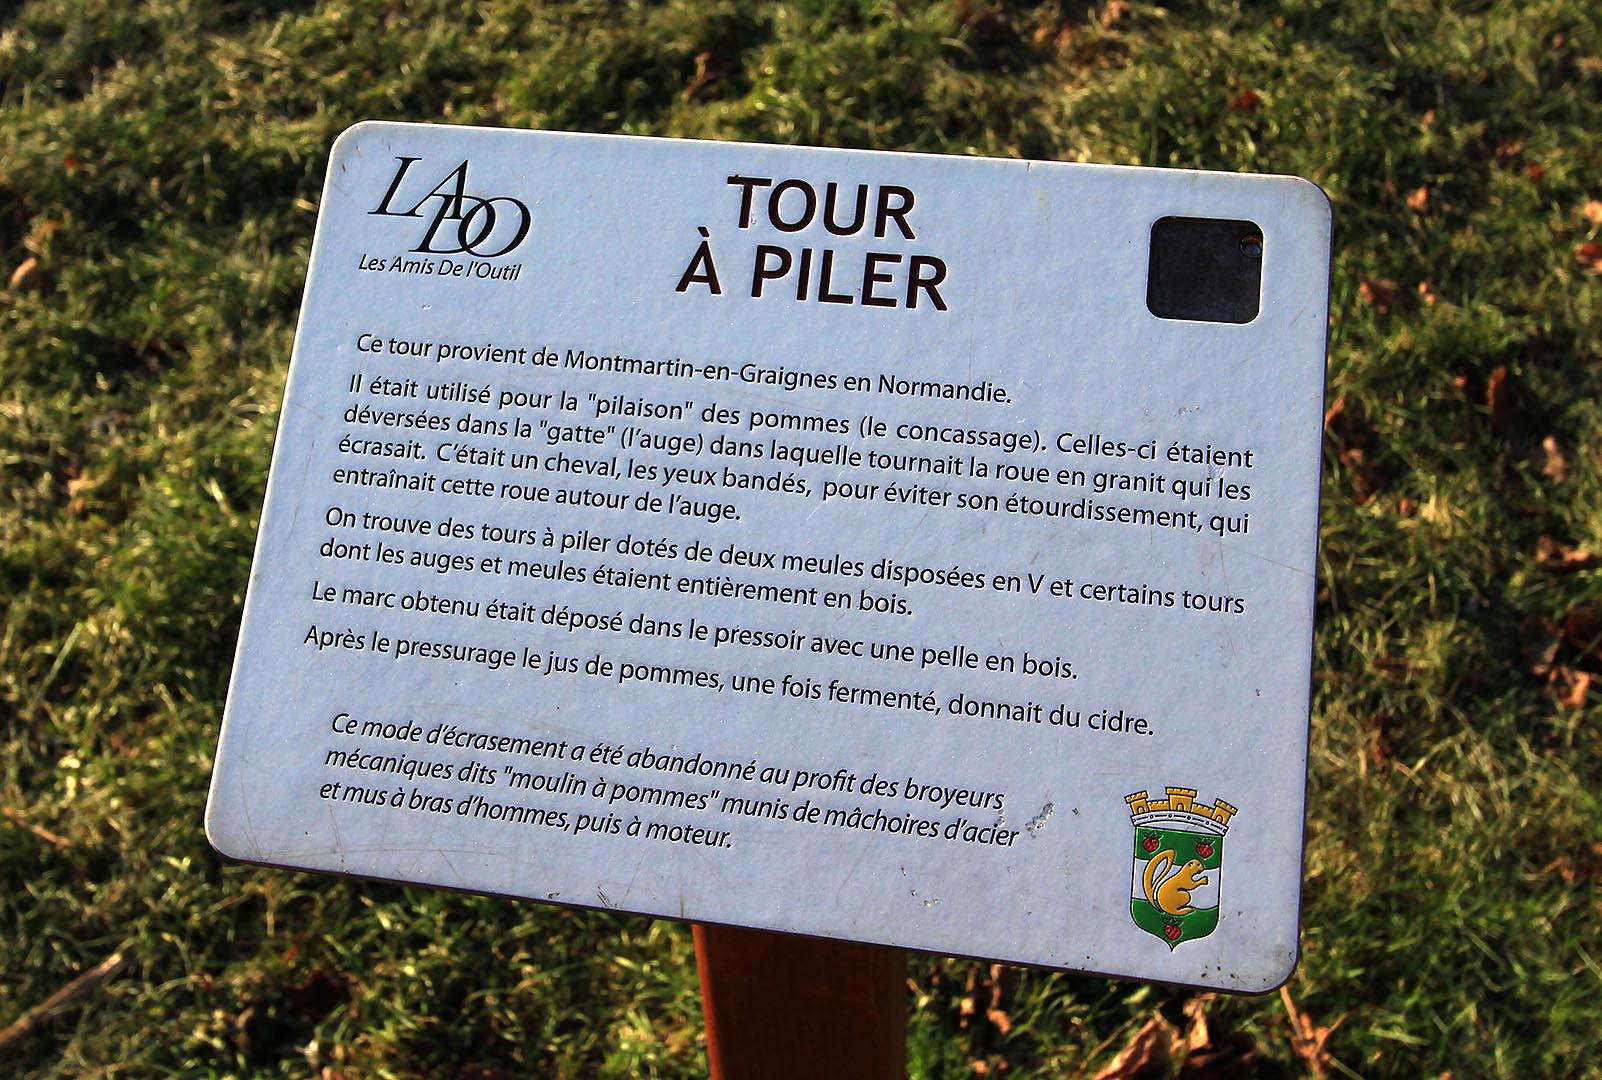 LADO
Les Amis De l'Outil
TOUR
À PILER
Ce tour provient de Montmartin-en-Graignes en Normandie.
Il était utilisé pour la "pilaison" des pommes (le concassage). Celles-ci étaient
déversées dans la "gatte" (l'auge) dans laquelle tournait la roue en granit qui les
écrasait. C'était un cheval, les yeux bandés, pour éviter son étourdissement, qui
entraînait cette roue autour de l'auge.
On trouve des tours à piler dotés de deux meules disposées en V et certains tours
dont les auges et meules étaient entièrement en bois.
Le marc obtenu était déposé dans le pressoir avec une pelle en bois.
Après le pressurage le jus de pommes, une fois fermenté, donnait du cidre.
Ce mode d'écrasement a été abandonné au profit des broyeurs
mécaniques dits "moulin à pommes" munis de mâchoires d'acier
et mus à bras d'hommes, puis à moteur.